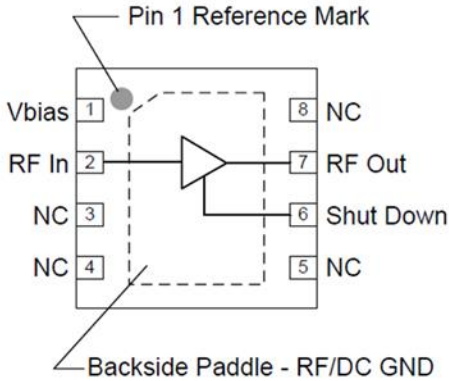 Pin 1 Reference Mark
Vbias 1
8 NC
RF In 2
7 RF Out
NC 3
6 Shut Down
NC 4
5 NC
Backside Paddle - RF/DC GND